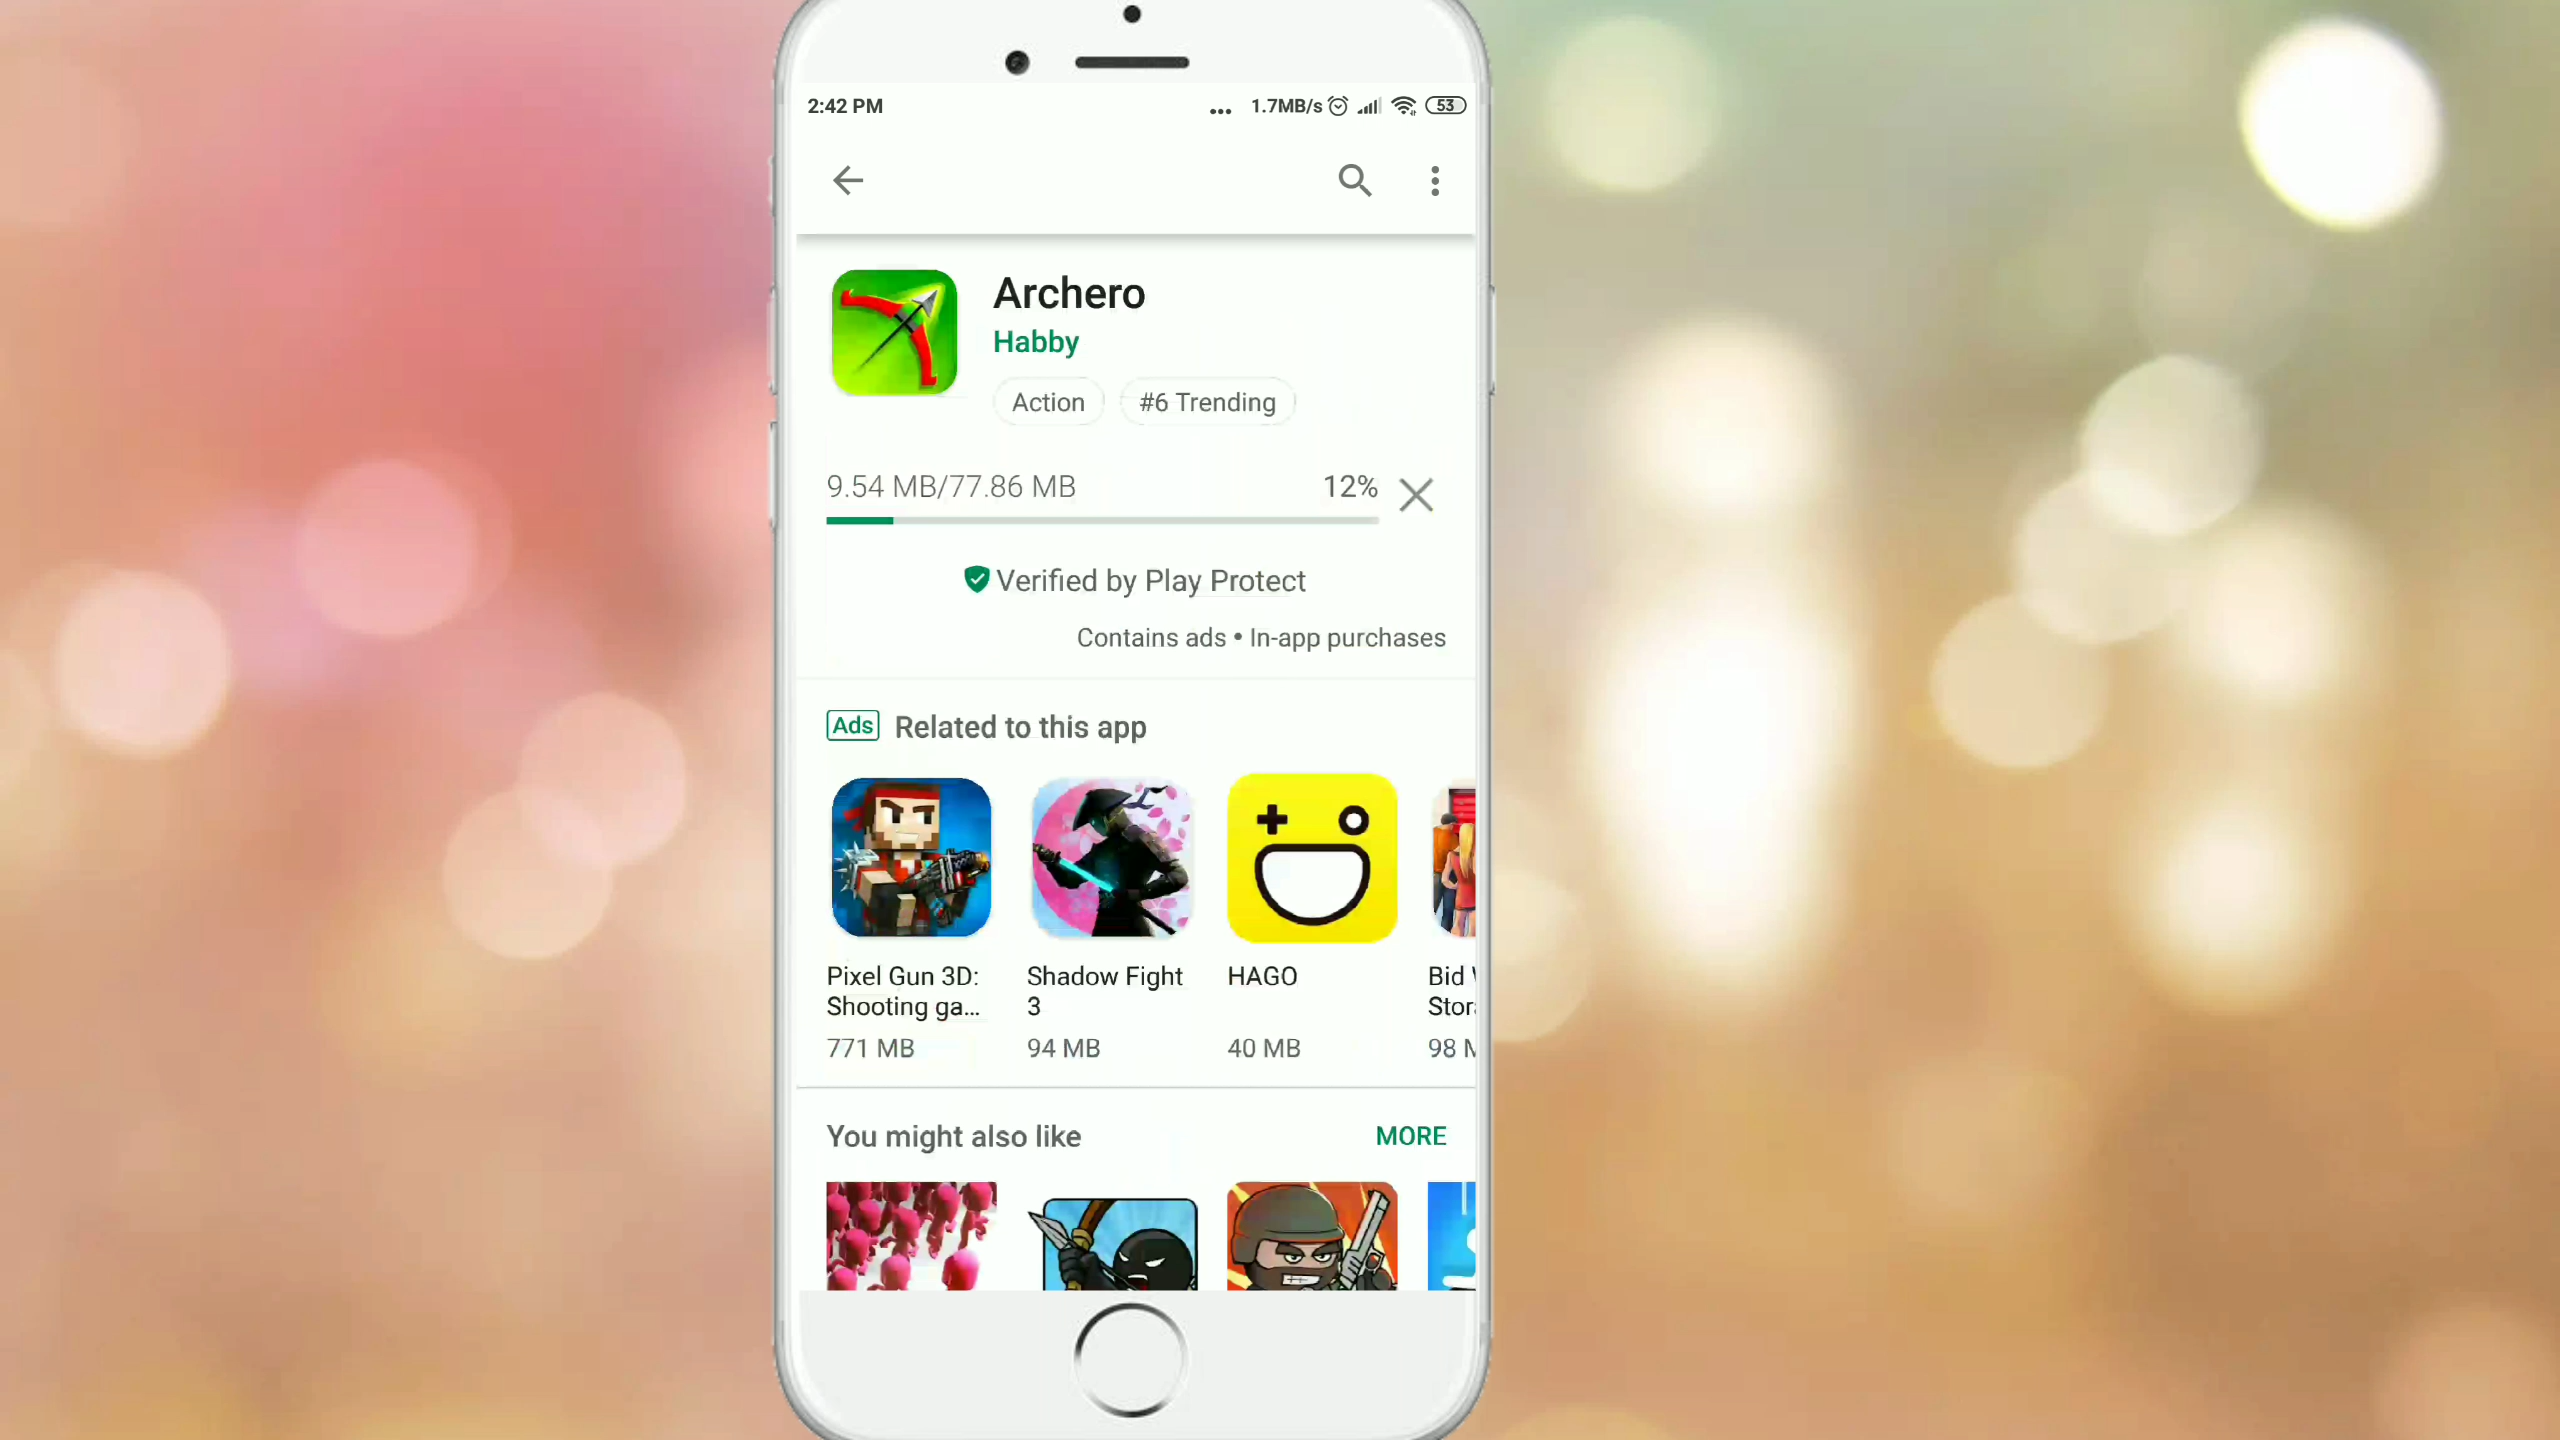 2:42 PM
... 1.7MB/s 53
Archero
Habby
Action
#6 Trending
9.54 MB/77.86 MB 12%
Verified by Play Protect
Contains ads • In-app purchases
Ads Related to this app
Pixel Gun 3D:
Shooting ga...
771 MB
Shadow Fight
3
94 MB
HAGO
40 MB
Bid
98
You might also like MORE